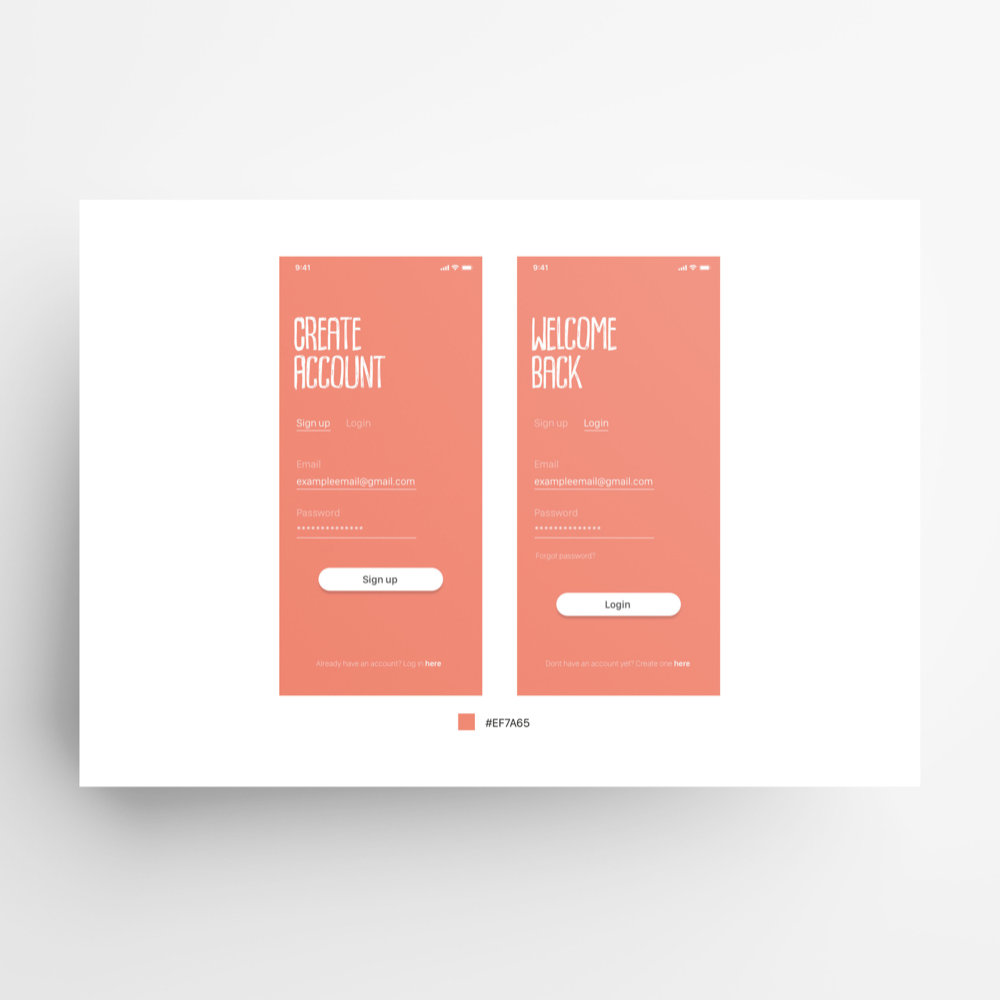 9:41
CREATE
ACCOUNT
Sign up Login
Email
exampleemail@gmail.com
Password
Sign up
Already have an account? Log in here
9:41
WELCOME
BACK
Sign up Login
Email
exampleemail@gmail.com
Password
Forgot password?
Login
Dont have an account yet? Create one here
#EF7A65